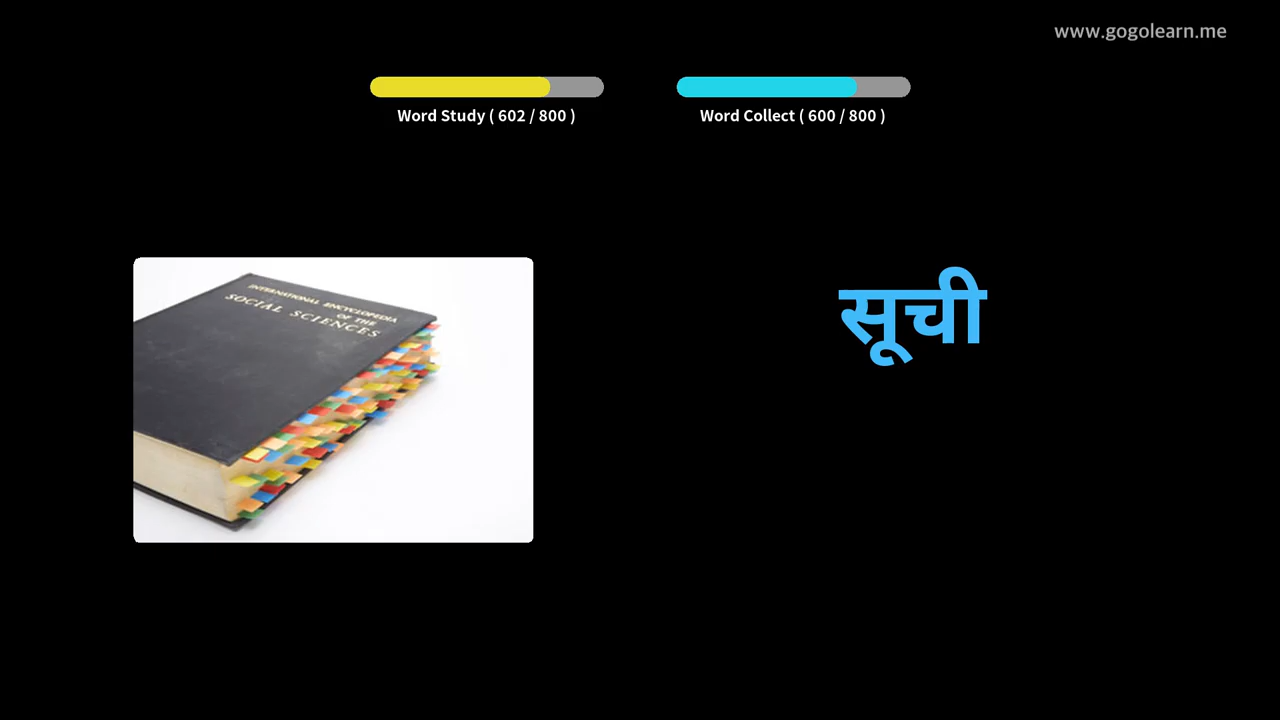 www.gogolearn.me
Word Study ( 602 / 800 )
Word Collect ( 600 / 800 )
INTERNATIONAL ENCYCLOPEDIA
OF THE
SOCIAL SCIENCES
सूची